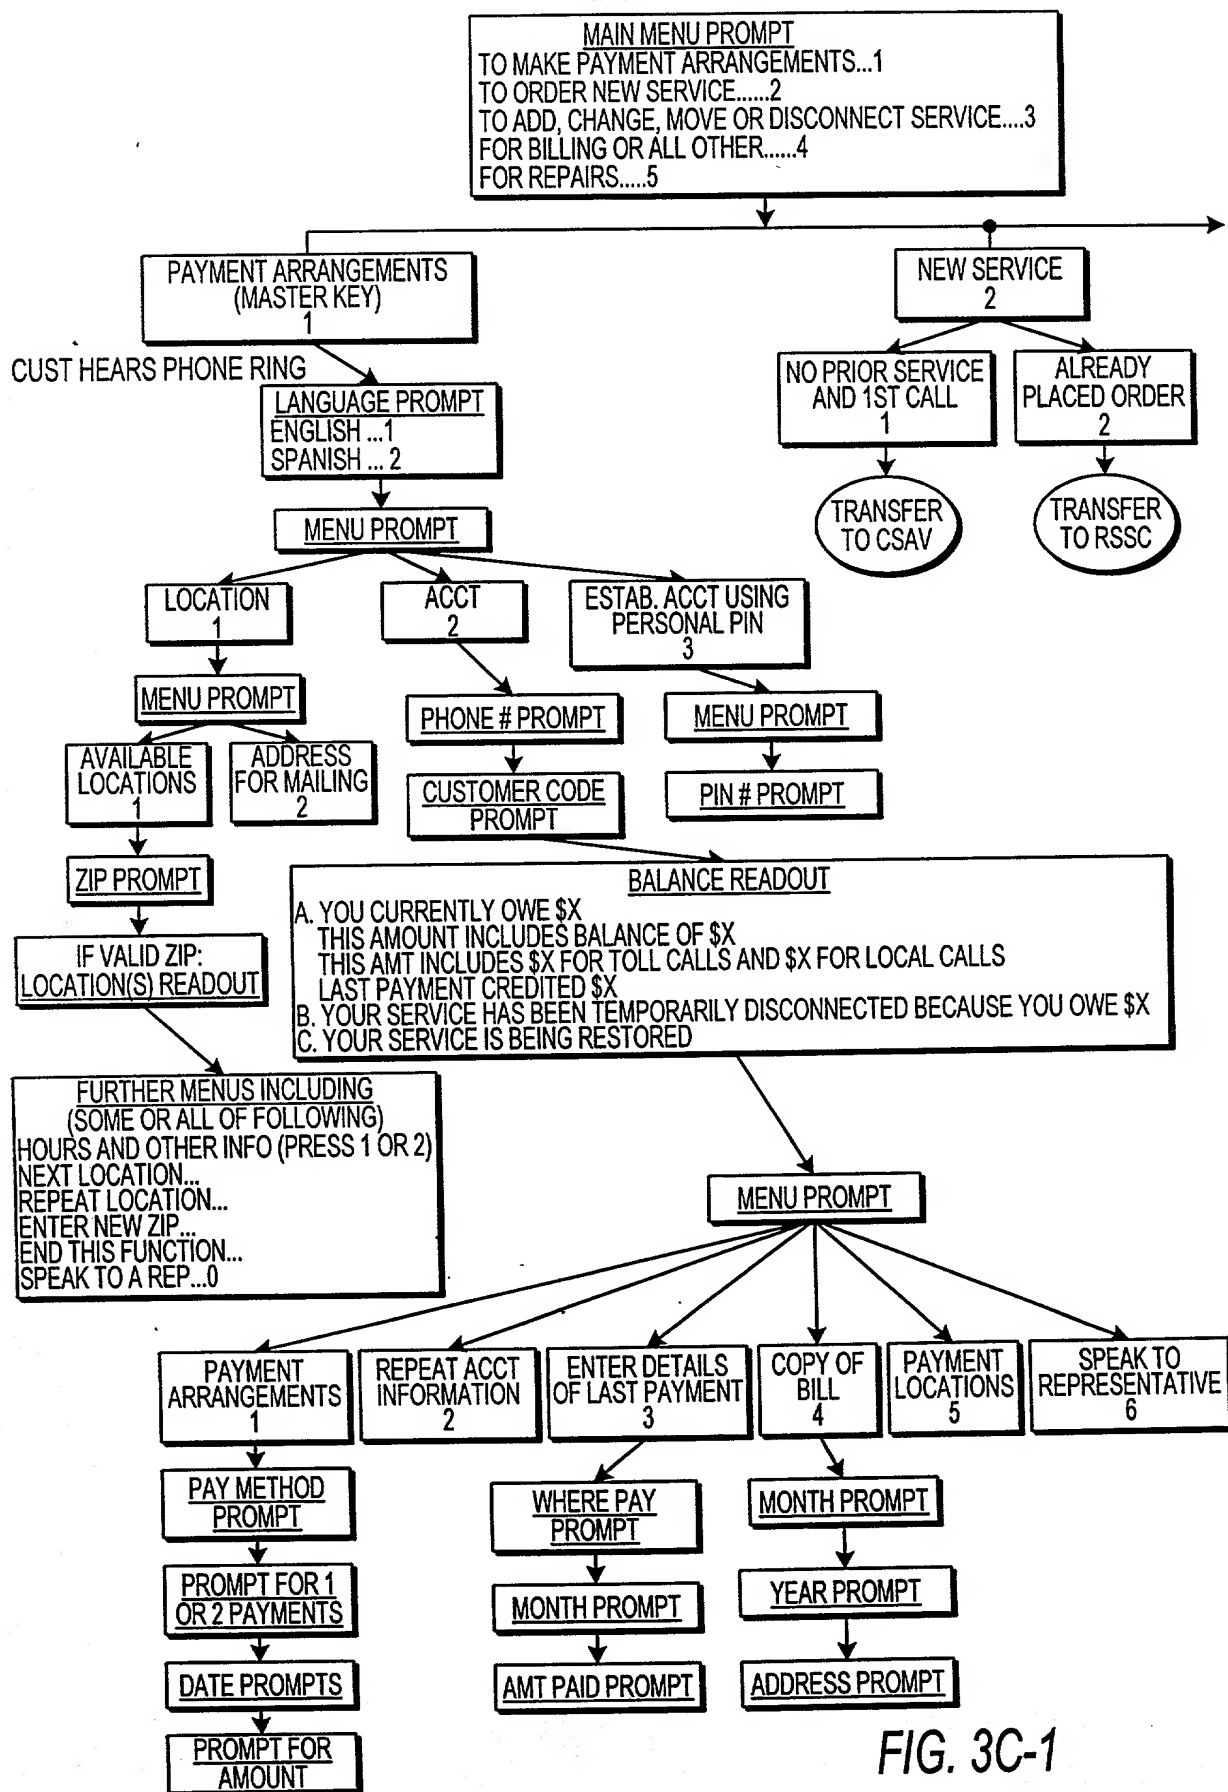 MAIN MENU PROMPT
TO MAKE PAYMENT ARRANGEMENTS...1
TO ORDER NEW SERVICE......2
TO ADD, CHANGE, MOVE OR DISCONNECT SERVICE....3
FOR BILLING OR ALL OTHER......4
FOR REPAIRS.....5
PAYMENT ARRANGEMENTS
(MASTER KEY)
1
NEW SERVICE
2
CUST HEARS PHONE RING
LANGUAGE PROMPT
ENGLISH ...1
SPANISH ... 2
NO PRIOR SERVICE
AND 1ST CALL
1
ALREADY
PLACED ORDER
2
TRANSFER
TO CSAV
TRANSFER
TO RSSC
MENU PROMPT
LOCATION
1
ACCT
2
ESTAB. ACCT USING
PERSONAL PIN
3
MENU PROMPT
PHONE # PROMPT
MENU PROMPT
AVAILABLE
LOCATIONS
1
ADDRESS
FOR MAILING
2
CUSTOMER CODE
PROMPT
PIN # PROMPT
ZIP PROMPT
IF VALID ZIP:
LOCATION(S) READOUT
BALANCE READOUT
A. YOU CURRENTLY OWE $X
THIS AMOUNT INCLUDES BALANCE OF $X
THIS AMT INCLUDES $X FOR TOLL CALLS AND $X FOR LOCAL CALLS
LAST PAYMENT CREDITED $X
B. YOUR SERVICE HAS BEEN TEMPORARILY DISCONNECTED BECAUSE YOU OWE $X
C. YOUR SERVICE IS BEING RESTORED
FURTHER MENUS INCLUDING
(SOME OR ALL OF FOLLOWING)
HOURS AND OTHER INFO (PRESS 1 OR 2)
NEXT LOCATION...
REPEAT LOCATION...
ENTER NEW ZIP...
END THIS FUNCTION...
SPEAK TO A REP...0
MENU PROMPT
PAYMENT
ARRANGEMENTS
1
REPEAT ACCT
INFORMATION
2
ENTER DETAILS
OF LAST PAYMENT
3
COPY OF
BILL
4
PAYMENT
LOCATIONS
5
SPEAK TO
REPRESENTATIVE
6
PAY METHOD
PROMPT
PROMPT FOR 1
OR 2 PAYMENTS
DATE PROMPTS
PROMPT FOR
AMOUNT
WHERE PAY
PROMPT
MONTH PROMPT
AMT PAID PROMPT
MONTH PROMPT
YEAR PROMPT
ADDRESS PROMPT
FIG. 3C-1